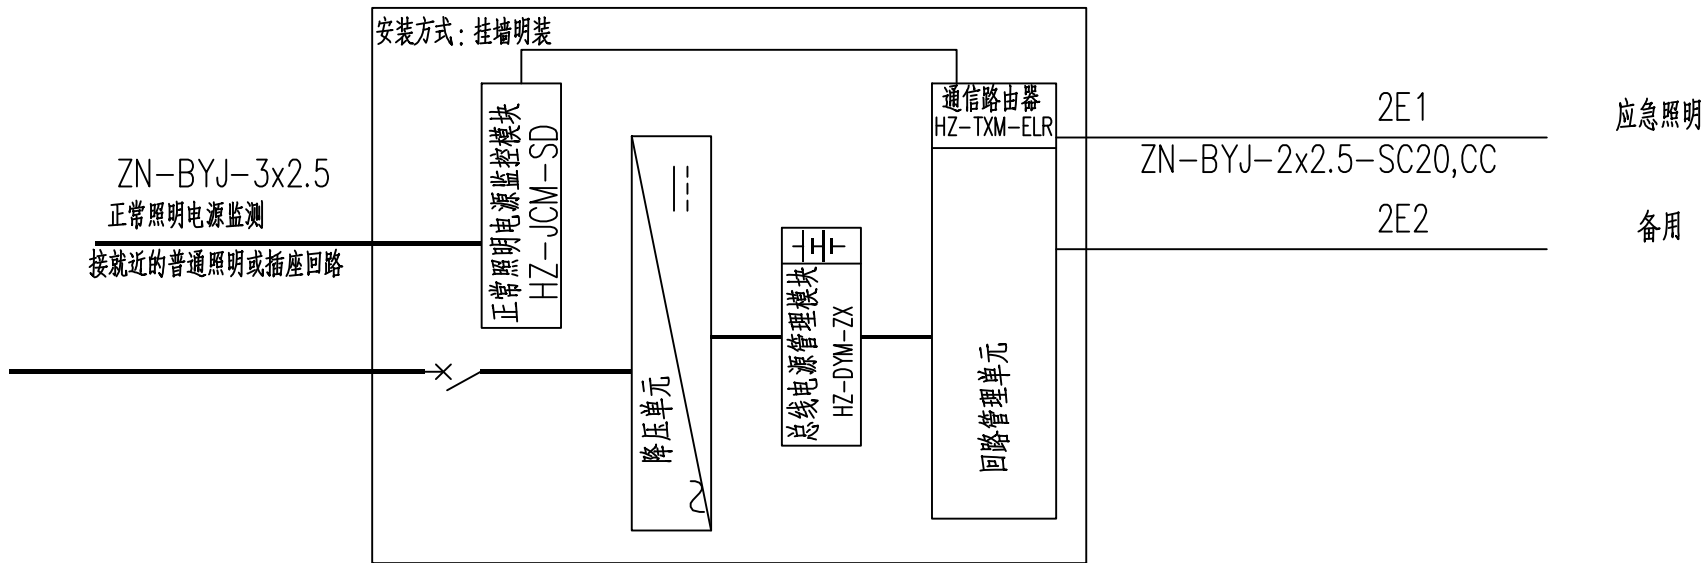 安装方式：挂墙明装
正常照明电源监控模块
HZ-JCM-SD
通信路由器
HZ-TXM-ELR
2E1
应急照明
ZN-BYJ-2x2.5-SC20,CC
2E2
备用
ZN-BYJ-3x2.5
正常照明电源监测
接就近的普通照明或插座回路
降压单元
总线电源管理模块
HZ-DYM-ZX
回路管理单元